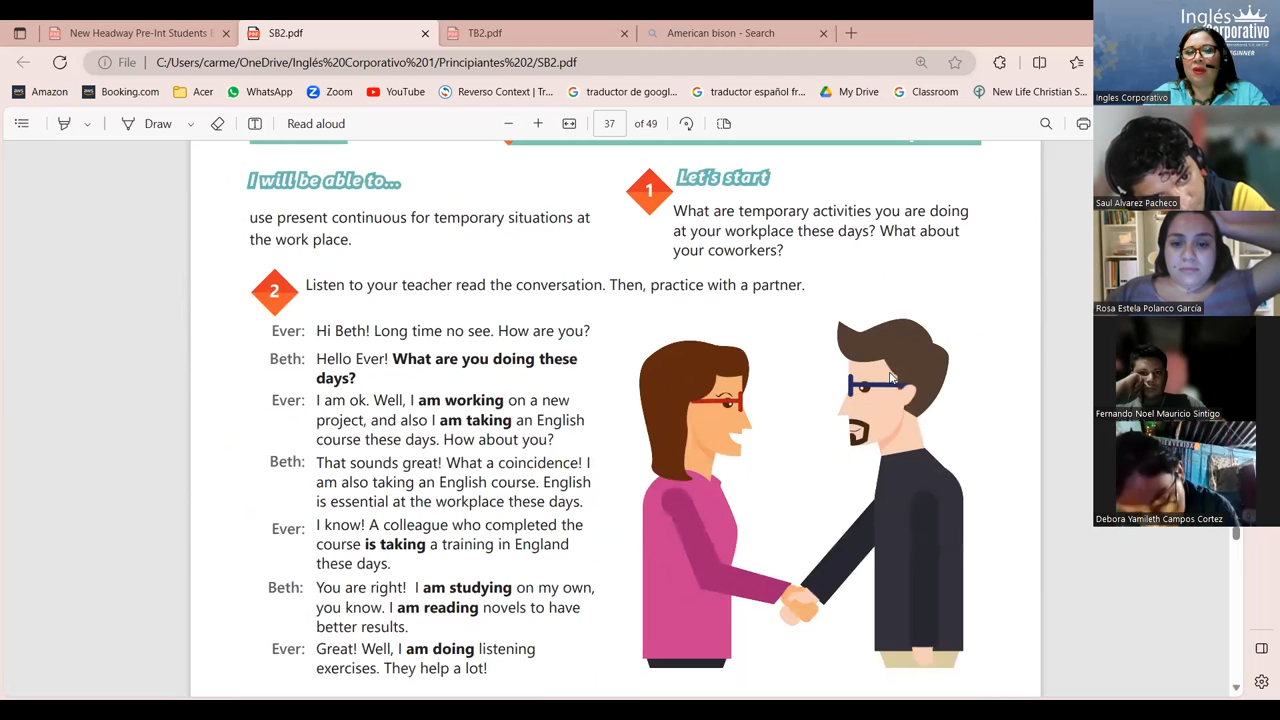 New Headway Pre-Int Students E
SB2.pdf
TB2.pdf
American bison - Search
File
C:/Users/carme/OneDrive/Inglés%20Corporativo%201/Principiantes%202/SB2.pdf
Amazon
Booking.com
Acer
WhatsApp
Zoom
YouTube
Reverso Context | Tr...
traductor de googl...
traductor español fr...
My Drive
Classroom
New Life Christian S...
Draw
Read aloud
37
of 49
I will be able to...
use present continuous for temporary situations at
the work place.
1
Let's start
What are temporary activities you are doing
at your workplace these days? What about
your coworkers?
2
Listen to your teacher read the conversation. Then, practice with a partner.
Ever: Hi Beth! Long time no see. How are you?
Beth: Hello Ever! What are you doing these
days?
Ever: I am ok. Well, I am working on a new
project, and also I am taking an English
course these days. How about you?
Beth: That sounds great! What a coincidence! I
am also taking an English course. English
is essential at the workplace these days.
Ever: I know! A colleague who completed the
course is taking a training in England
these days.
Beth: You are right! I am studying on my own,
you know. I am reading novels to have
better results.
Ever: Great! Well, I am doing listening
exercises. They help a lot!
Inglés
Corporativo
Ingles Corporativo
Saul Alvarez Pacheco
Rosa Estela Polanco García
Fernando Noel Mauricio Sintigo
Debora Yamileth Campos Cortez